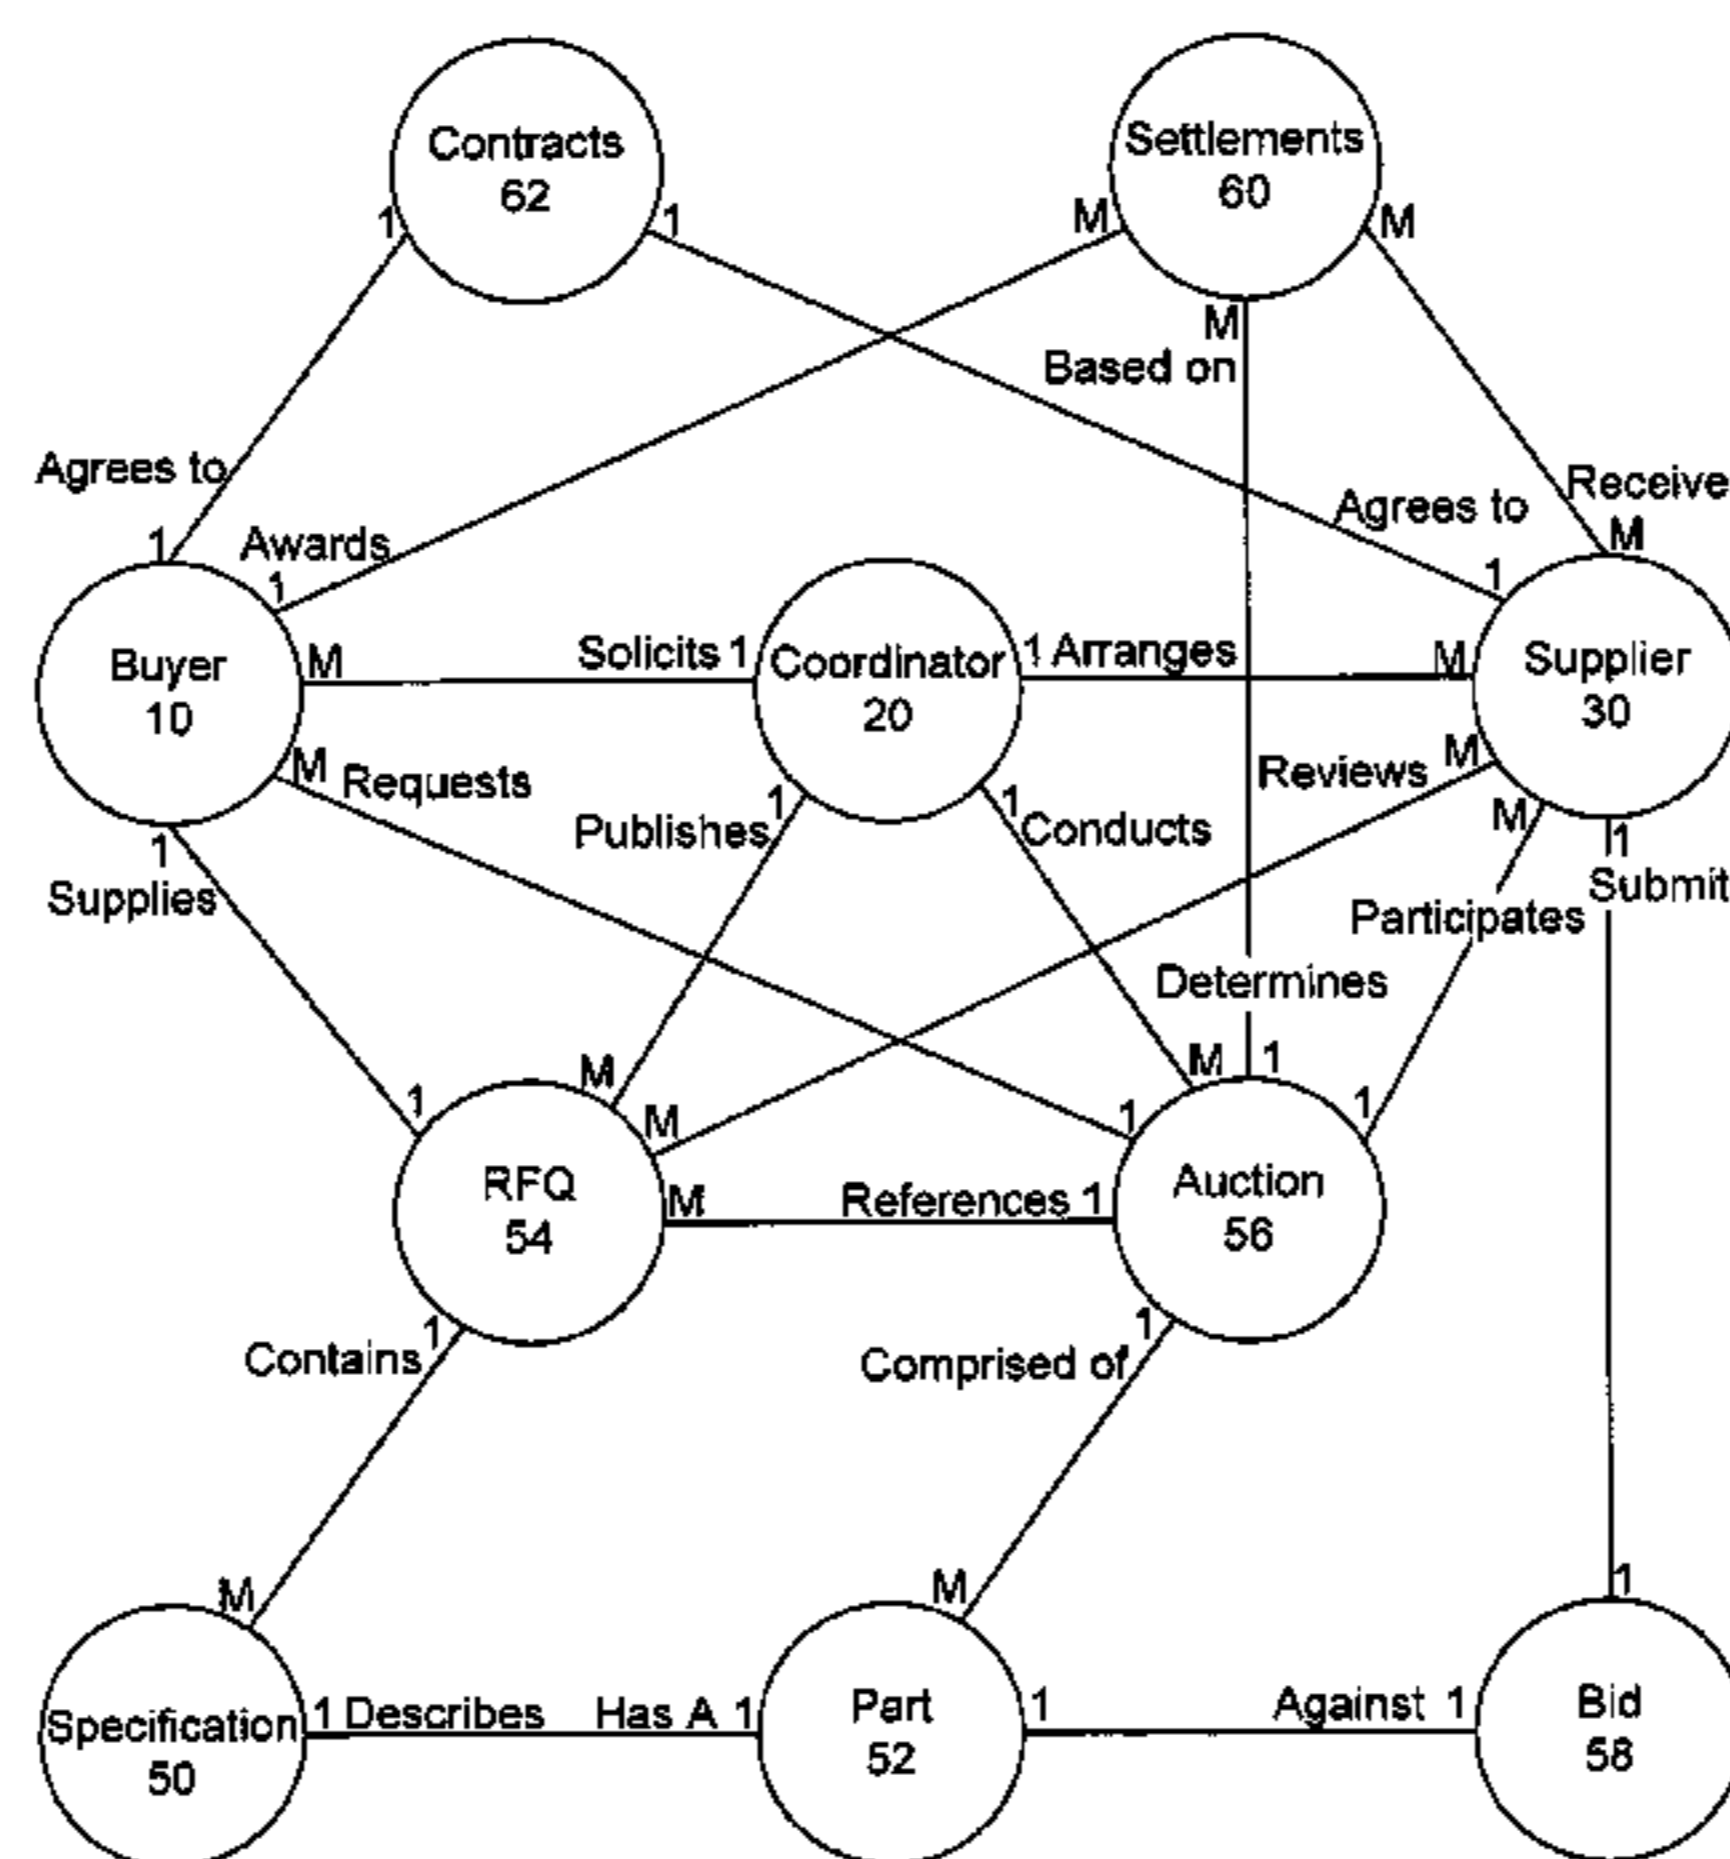 Contracts
62
Settlements
60
1
1
M
M
M
Based on
Agrees to
Receive
Agrees to
1
Awards
1
M
1
Buyer
10
M
Solicits 1
Coordinator
20
1 Arranges
M
Supplier
30
M Requests
Publishes
1
1
Conducts
Reviews
M
M
1
Supplies
1
Submit
Participates
Determines
M
M
1
1
M
1
1
RFQ
54
M
References 1
Auction
56
Contains
1
1
Comprised of
M
M
1
Specification
50
1 Describes
Has A 1
Part
52
1
Against 1
Bid
58